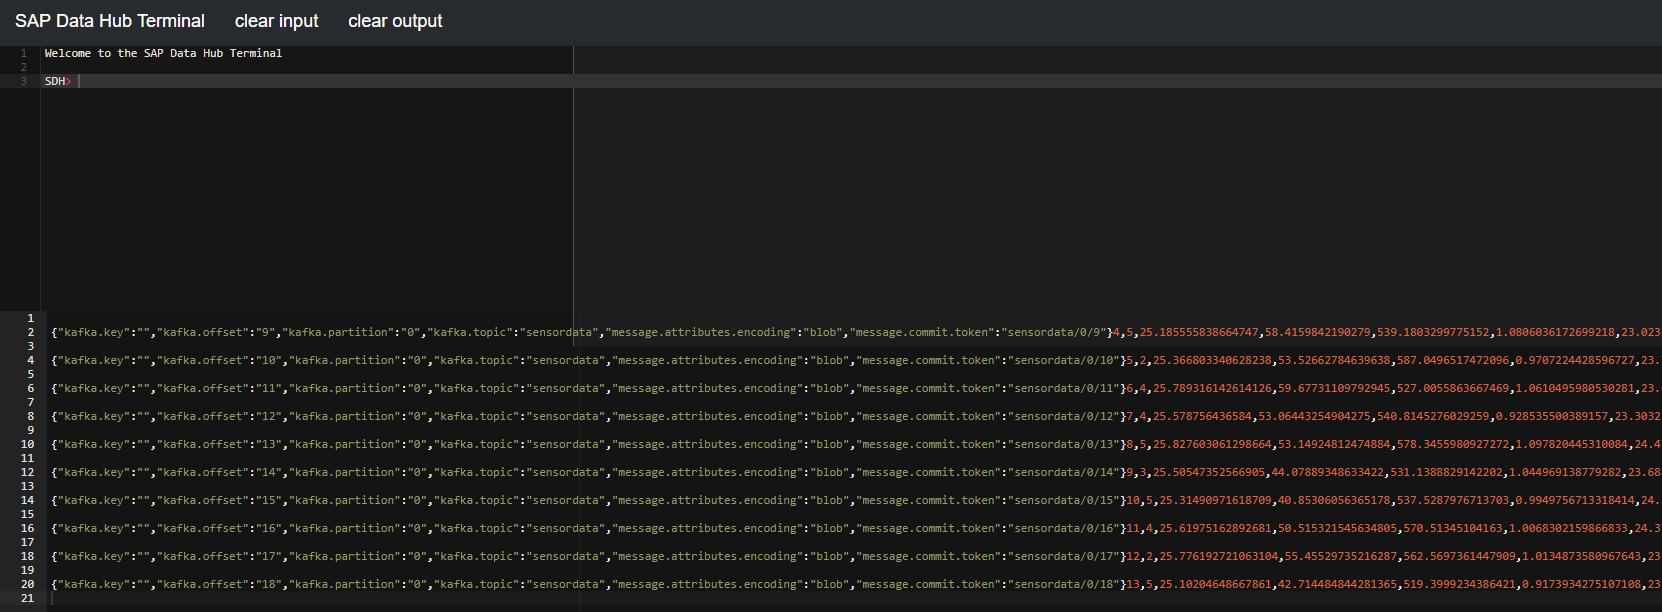 SAP Data Hub Terminal clear input clear output
1 Welcome to the SAP Data Hub Terminal
2
3 SDH>
1
2 {"kafka.key":"","kafka.offset":"9","kafka.partition":"0","kafka.topic":"sensordata","message.attributes.encoding":"blob","message.commit.token":"sensordata/0/9"}4,5,25.185555838664747,58.4159842190279,539.1803299775152,1.0806036172699218,23.023
3
4 {"kafka.key":"","kafka.offset":"10","kafka.partition":"0","kafka.topic":"sensordata","message.attributes.encoding":"blob","message.commit.token":"sensordata/0/10"}5,2,25.366803340628238,53.52662784639638,587.0496517472096,0.9707224428596727,23.
5
6 {"kafka.key":"","kafka.offset":"11","kafka.partition":"0","kafka.topic":"sensordata","message.attributes.encoding":"blob","message.commit.token":"sensordata/0/11"}6,4,25.789316142614126,59.67731109792945,527.0055863667469,1.0610495980530281,23.
7
8 {"kafka.key":"","kafka.offset":"12","kafka.partition":"0","kafka.topic":"sensordata","message.attributes.encoding":"blob","message.commit.token":"sensordata/0/12"}7,4,25.578756436584,53.06443254904275,540.8145276029259,0.928535500389157,23.3032
9
10 {"kafka.key":"","kafka.offset":"13","kafka.partition":"0","kafka.topic":"sensordata","message.attributes.encoding":"blob","message.commit.token":"sensordata/0/13"}8,5,25.827603061298664,53.14924812474884,578.3455980927272,1.097820445310084,24.4
11
12 {"kafka.key":"","kafka.offset":"14","kafka.partition":"0","kafka.topic":"sensordata","message.attributes.encoding":"blob","message.commit.token":"sensordata/0/14"}9,3,25.50547352566905,44.07889348633422,531.1388829142202,1.044969138779282,23.68
13
14 {"kafka.key":"","kafka.offset":"15","kafka.partition":"0","kafka.topic":"sensordata","message.attributes.encoding":"blob","message.commit.token":"sensordata/0/15"}10,5,25.31490971618709,40.85306056365178,537.5287976713703,0.9949756713318414,24.
15
16 {"kafka.key":"","kafka.offset":"16","kafka.partition":"0","kafka.topic":"sensordata","message.attributes.encoding":"blob","message.commit.token":"sensordata/0/16"}11,4,25.61975162892681,50.515321545634805,570.51345104163,1.0068302159866833,24.3
17
18 {"kafka.key":"","kafka.offset":"17","kafka.partition":"0","kafka.topic":"sensordata","message.attributes.encoding":"blob","message.commit.token":"sensordata/0/17"}12,2,25.776192721063104,55.45529735216287,562.5697361447909,1.0134873580967643,23
19
20 {"kafka.key":"","kafka.offset":"18","kafka.partition":"0","kafka.topic":"sensordata","message.attributes.encoding":"blob","message.commit.token":"sensordata/0/18"}13,5,25.10204648667861,42.714484844281365,519.3999234386421,0.9173934275107108,23
21